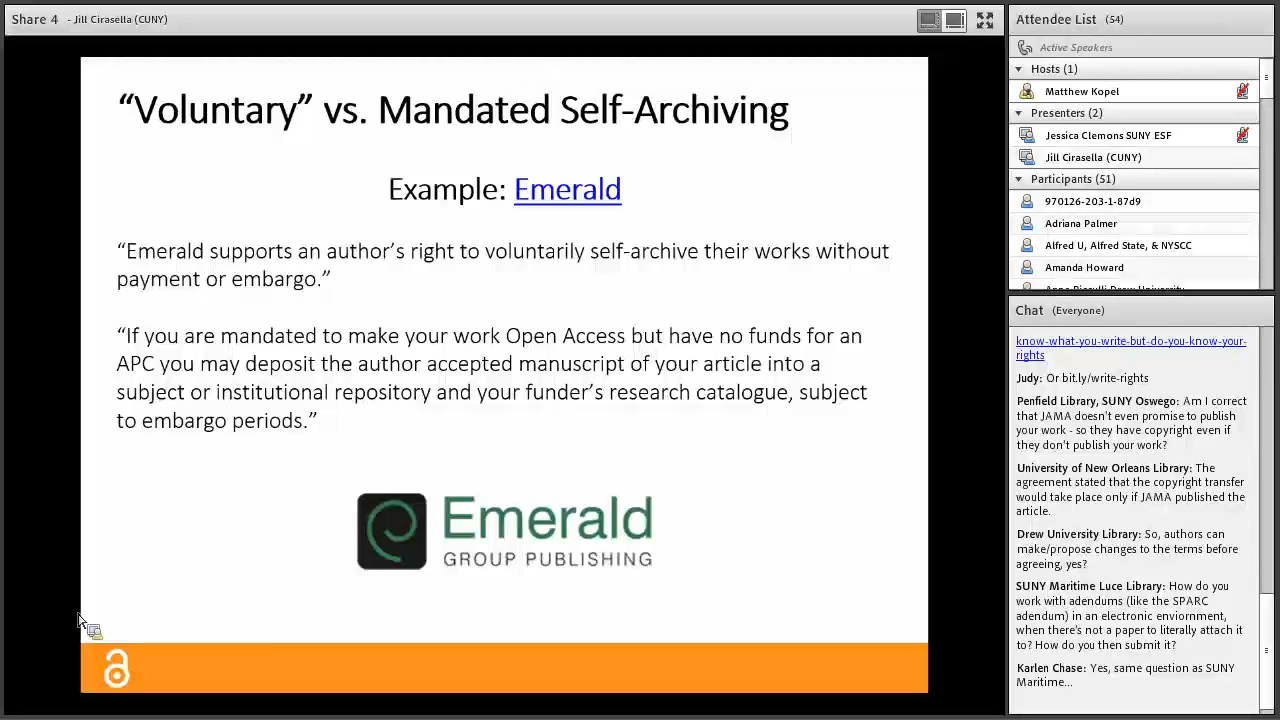 Share 4 - Jill Cirasella (CUNY)
“Voluntary” vs. Mandated Self-Archiving
Example: Emerald
“Emerald supports an author’s right to voluntarily self-archive their works without
payment or embargo.”
“If you are mandated to make your work Open Access but have no funds for an
APC you may deposit the author accepted manuscript of your article into a
subject or institutional repository and your funder’s research catalogue, subject
to embargo periods.”
Emerald
GROUP PUBLISHING
Attendee List (54)
Active Speakers
Hosts (1)
Matthew Kopel
Presenters (2)
Jessica Clemons SUNY ESF
Jill Cirasella (CUNY)
Participants (51)
970126-203-1-87d9
Adriana Palmer
Alfred U, Alfred State, & NYSCC
Amanda Howard
Chat (Everyone)
know-what-you-write-but-do-you-know-your-
rights
Judy: Or bit.ly/write-rights
Penfield Library, SUNY Oswego: Am I correct
that JAMA doesn't even promise to publish
your work - so they have copyright even if
they don't publish your work?
University of New Orleans Library: The
agreement stated that the copyright transfer
would take place only if JAMA published the
article.
Drew University Library: So, authors can
make/propose changes to the terms before
agreeing, yes?
SUNY Maritime Luce Library: How do you
work with adendums (like the SPARC
adendum) in an electronic enviornment,
when there's not a paper to literally attach it
to? How do you then submit it?
Karlen Chase: Yes, same question as SUNY
Maritime...